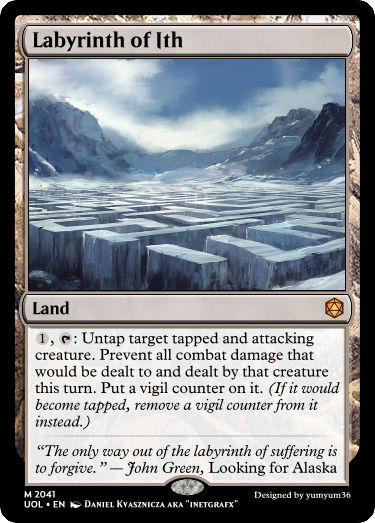 Labyrinth of Ith
Land
1, T: Untap target tapped and attacking
creature. Prevent all combat damage that
would be dealt to and dealt by that creature
this turn. Put a vigil counter on it. (If it would
become tapped, remove a vigil counter from it
instead.)
“The only way out of the labyrinth of suffering is
to forgive.” — John Green, Looking for Alaska
M 2041
UOL • EN Daniel Kvasznicza aka "inetgrafx"
Designed by yumyum36